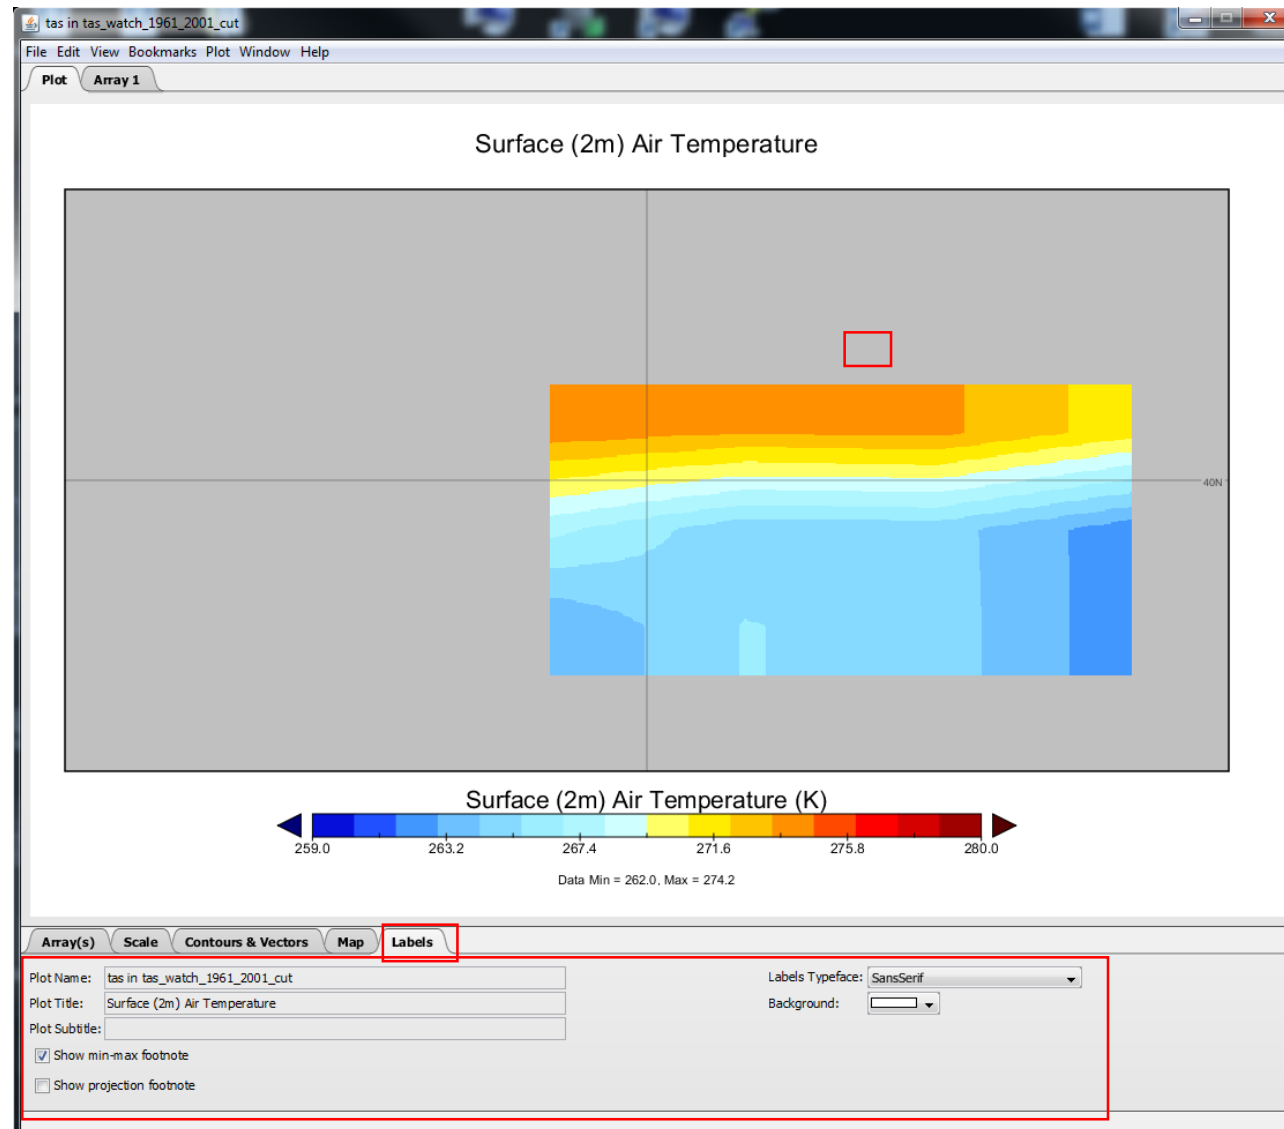 tas in tas_watch_1961_2001_cut
File Edit View Bookmarks Plot Window Help
Plot Array 1
Surface (2m) Air Temperature
40N
Surface (2m) Air Temperature (K)
259.0 263.2 267.4 271.6 275.8 280.0
Data Min = 262.0, Max = 274.2
Array(s) Scale Contours & Vectors Map Labels
Plot Name: tas in tas_watch_1961_2001_cut Labels Typeface: SansSerif
Plot Title: Surface (2m) Air Temperature Background:
Plot Subtitle:
Show min-max footnote
Show projection footnote